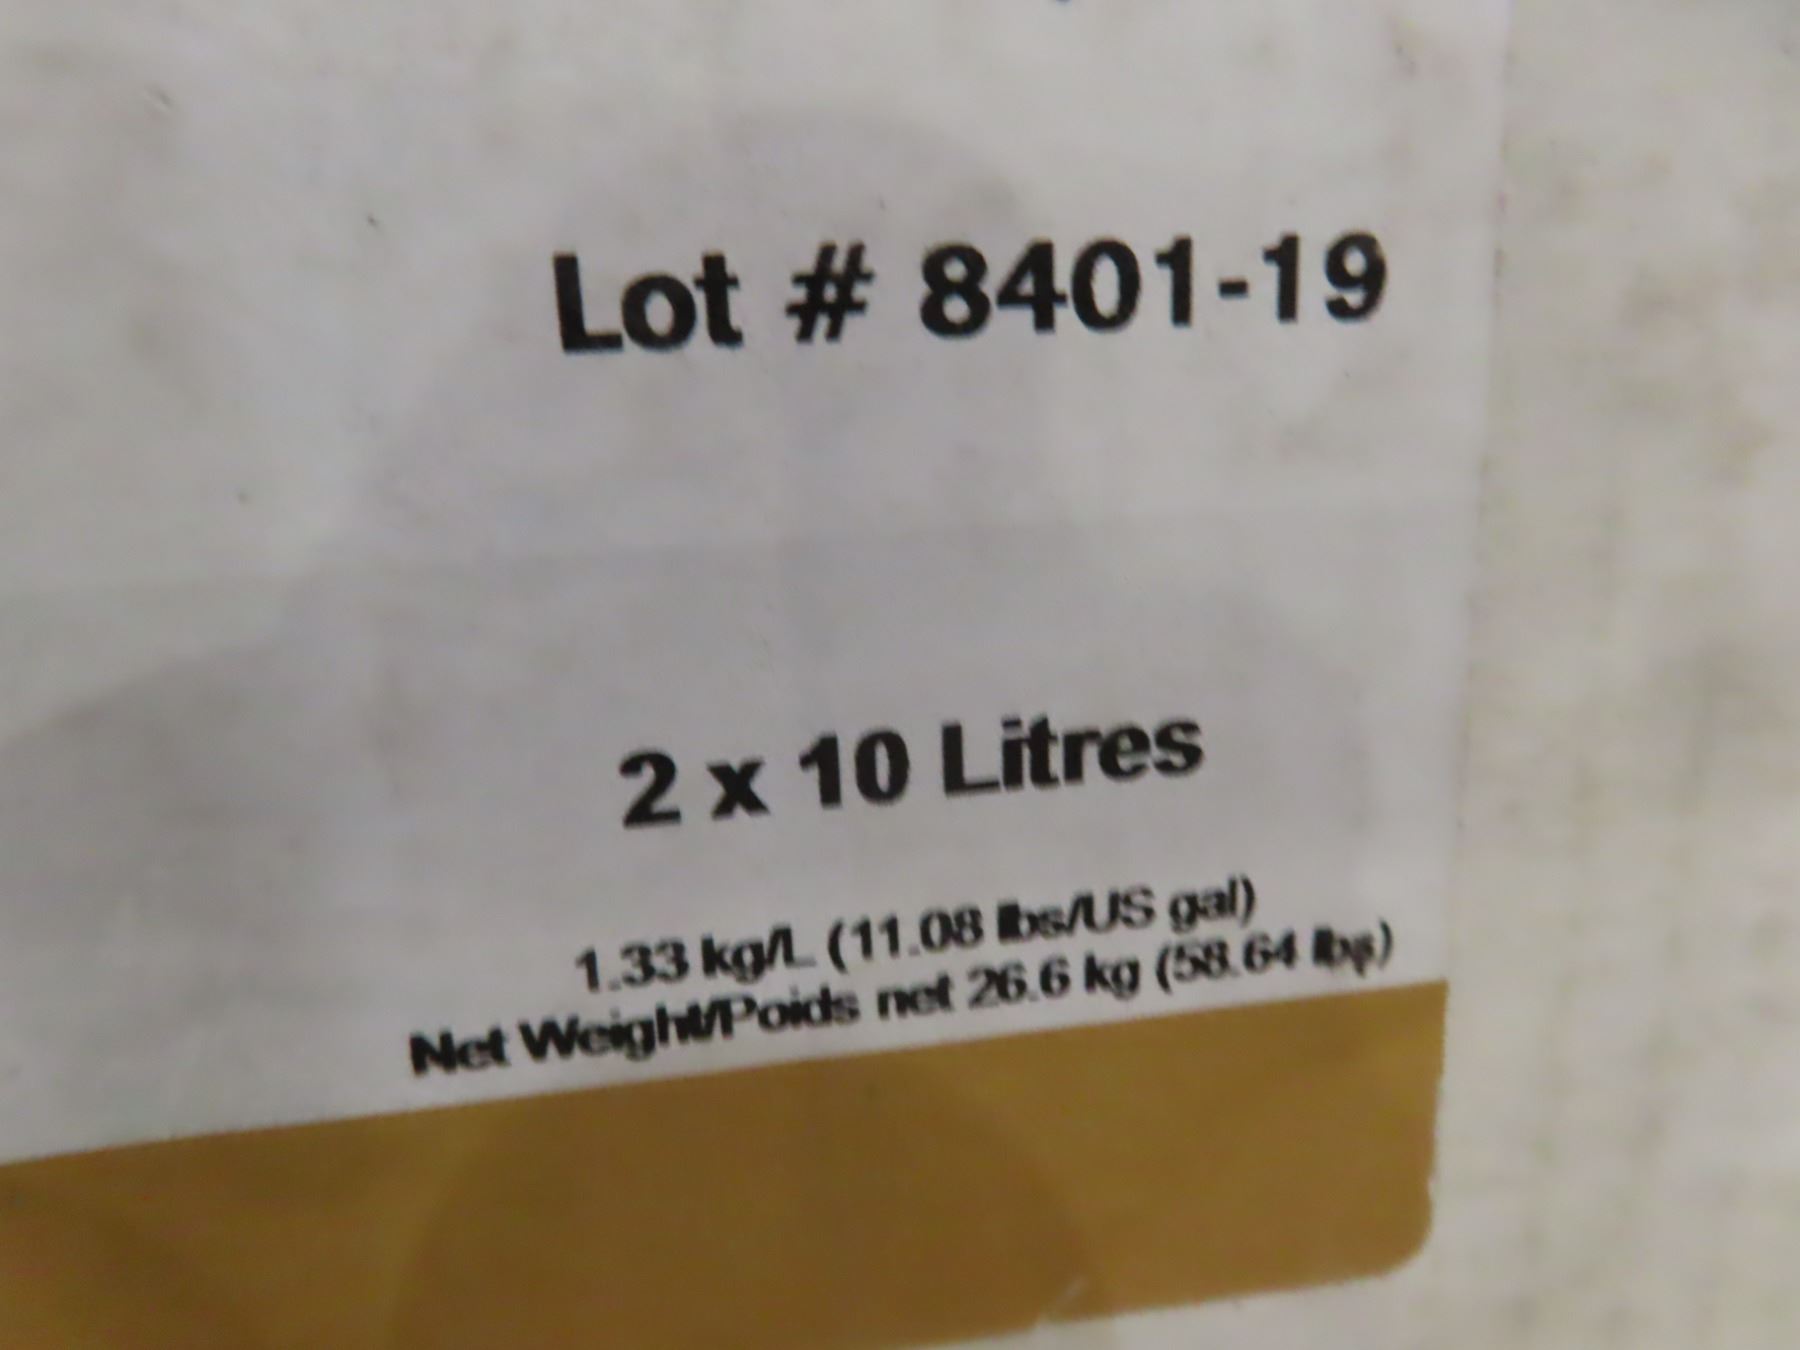 Lot # 8401-19
2 x 10 Litres
1.33 kg/L (11.08 lbs/US gal)
Net Weight/Poids net 26.6 kg (58.64 lbs)